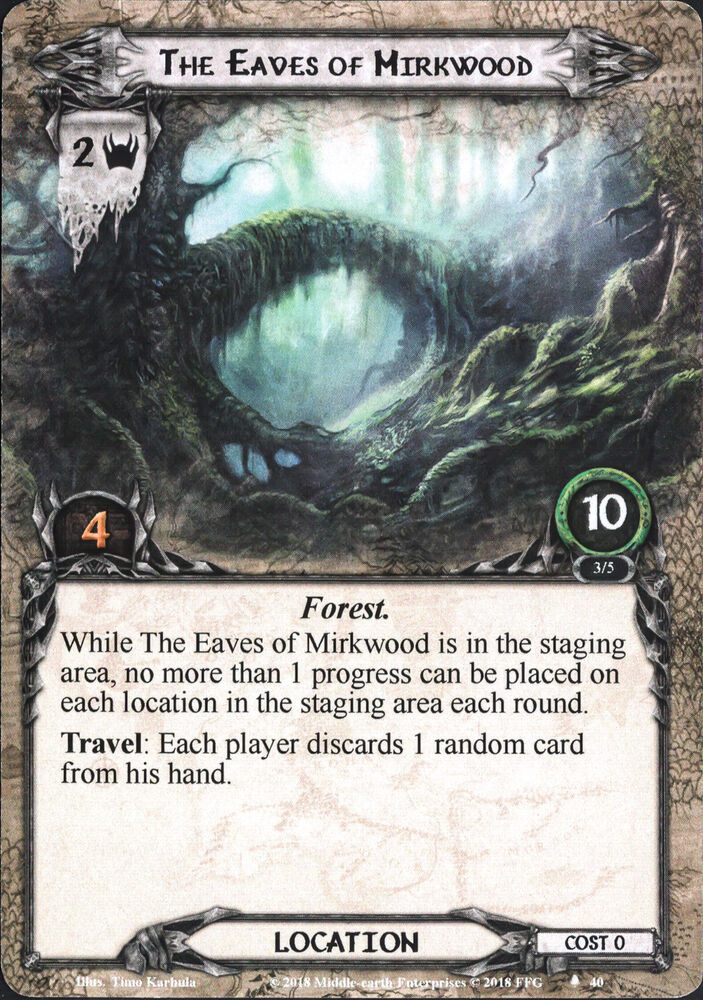 THE EAVES OF MIRKWOOD
2
4
10
3/5
Forest.
While The Eaves of Mirkwood is in the staging
area, no more than 1 progress can be placed on
each location in the staging area each round.
Travel: Each player discards 1 random card
from his hand.
LOCATION
COST 0
Illus. Timo Karhula
© 2018 Middle-earth Enterprises © 2018 FFG
40